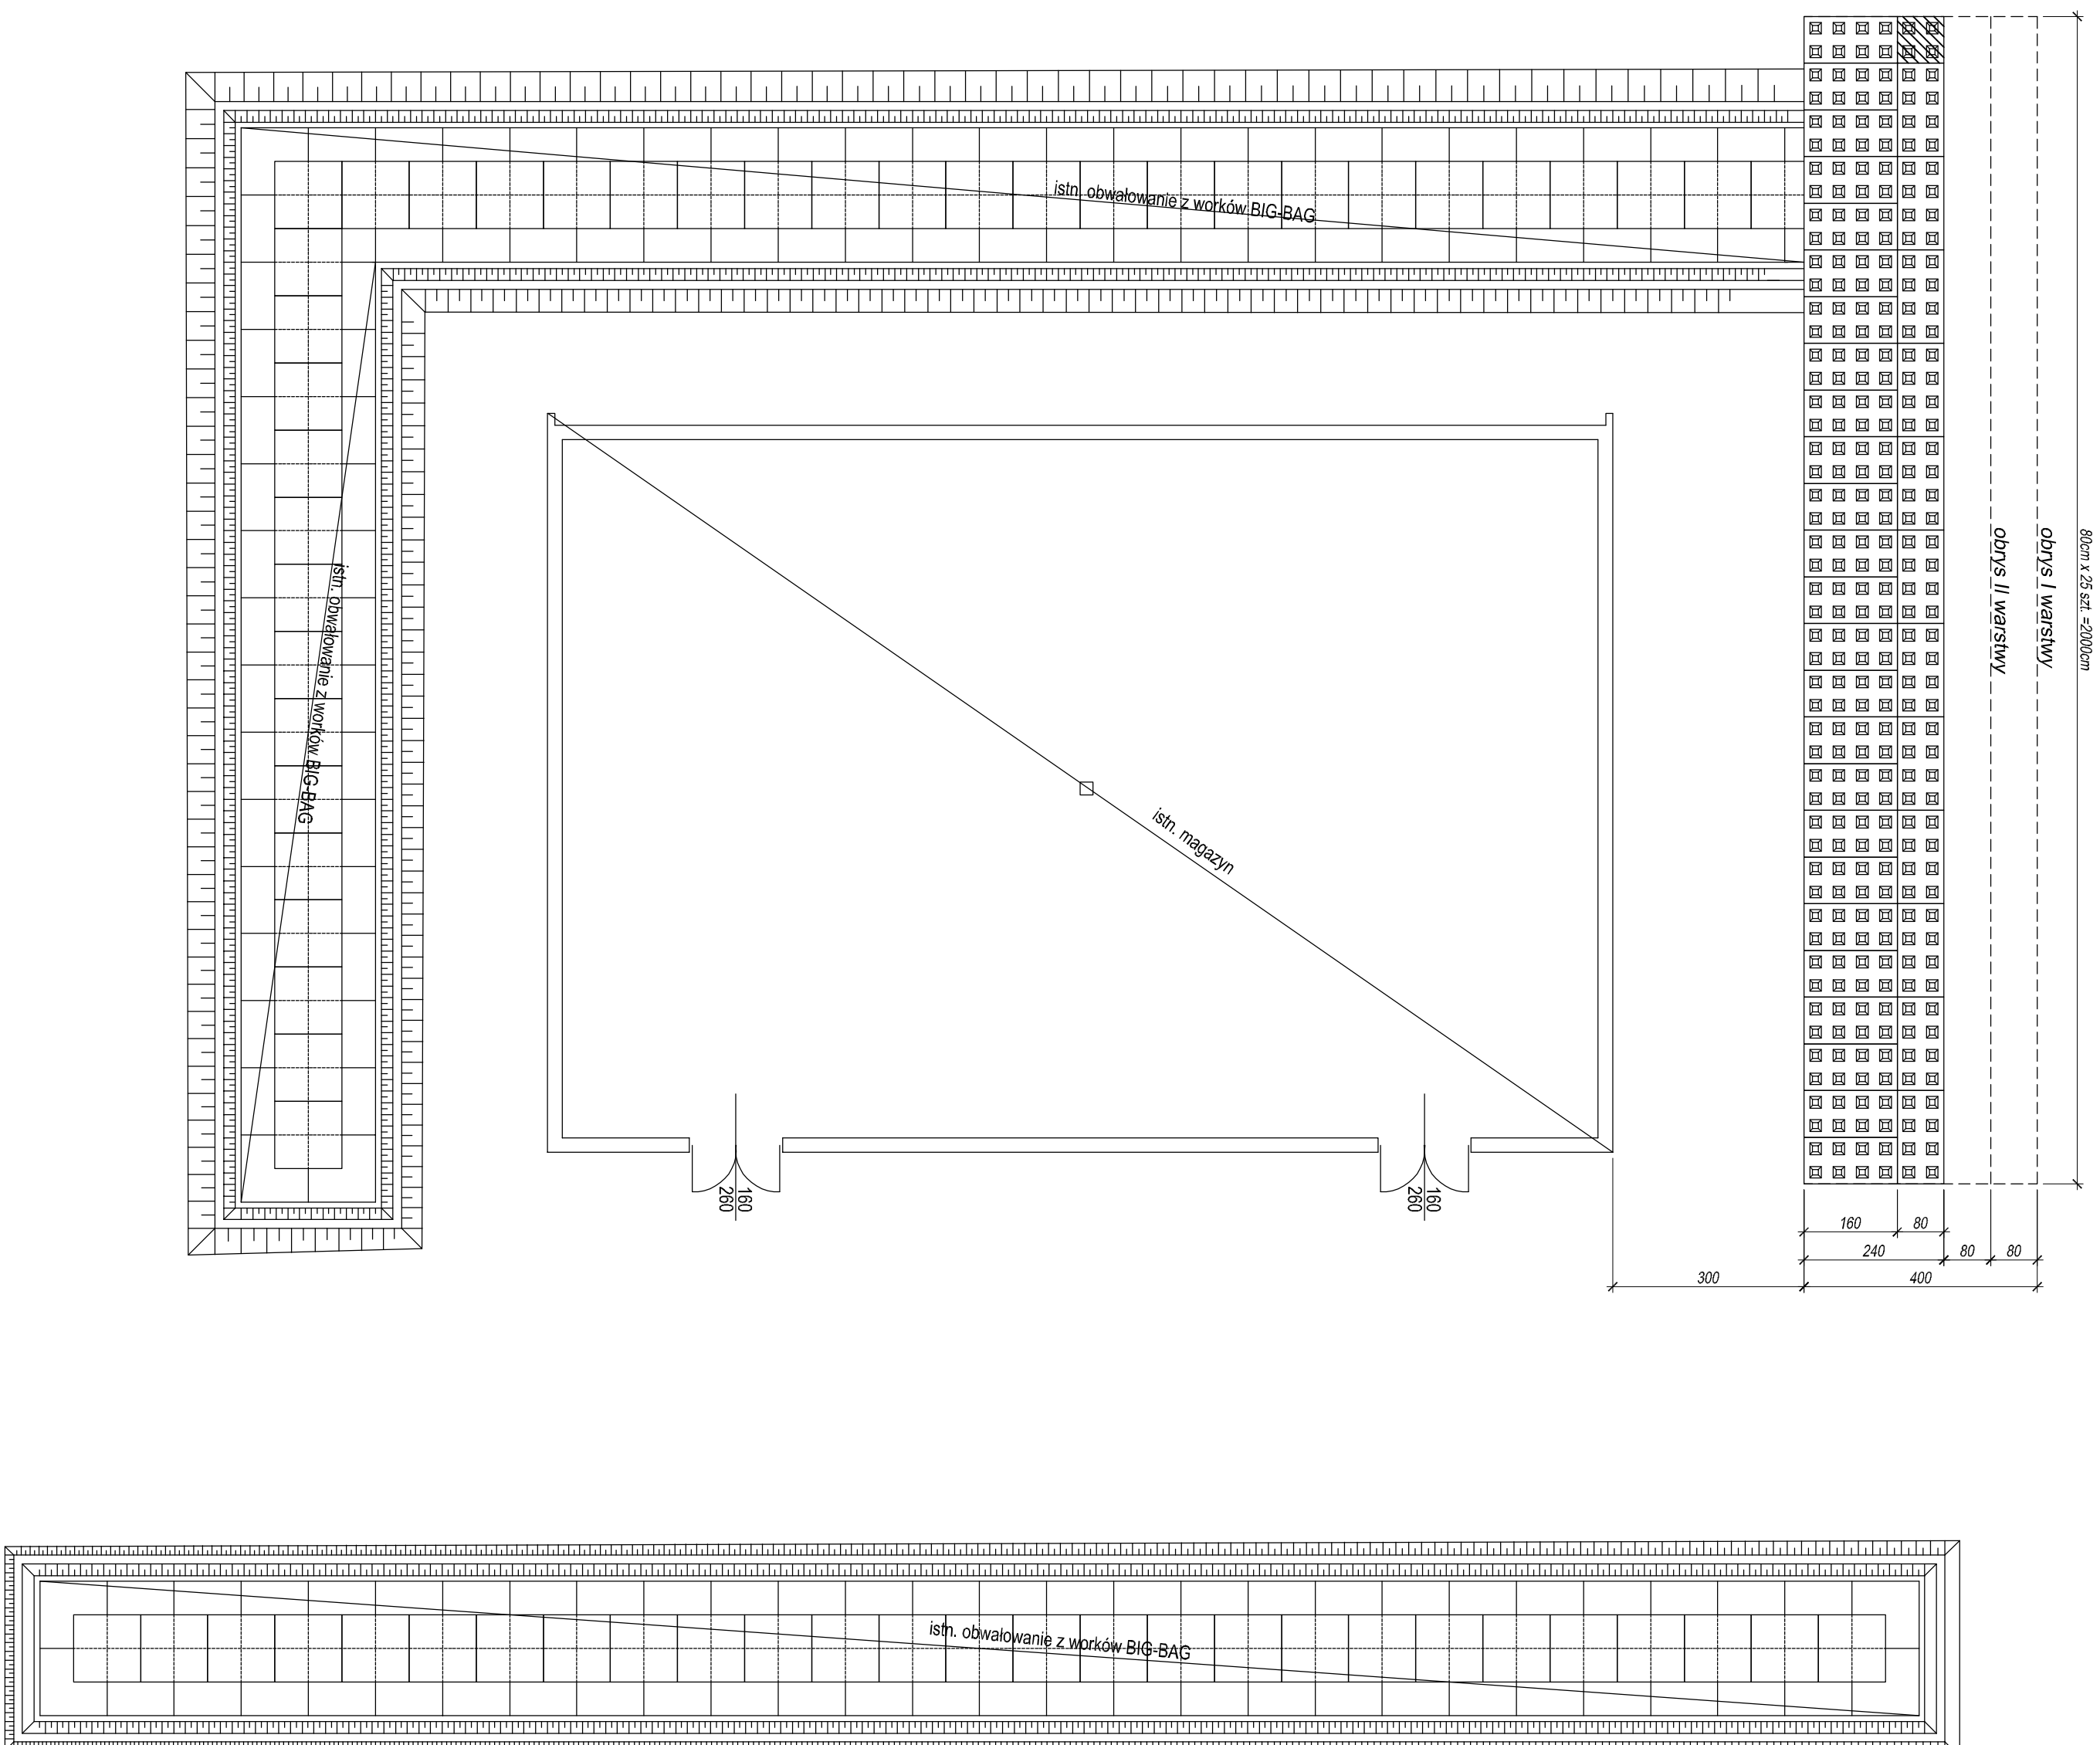 istn. obwałowanie z worków BIG-BAG
obrys II warstwy
obrys I warstwy
80cm x 25 szt. =2000cm
istn. obwałowanie z worków BIG-BAG
istn. magazyn
160
260
160
260
160
80
240
80
80
300
400
istn. obwałowanie z worków BIG-BAG